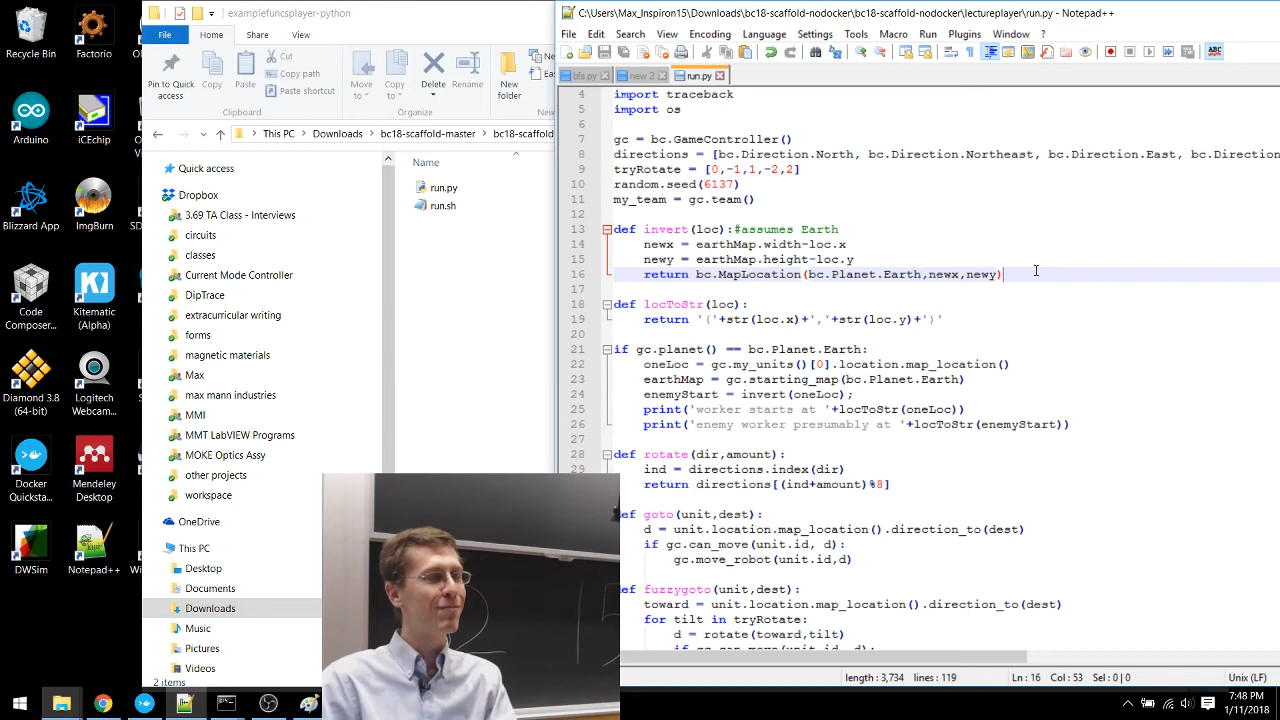 examplefuncsplayer-python
C:\Users\Max_Inspiron15\Downloads\bc18-scaffold-nodocker\bc18-scaffold-nodocker\lectureplayer\run.py - Notepad++
File Home Share View
File Edit Search View Encoding Language Settings Tools Macro Run Plugins Window ?
Pin to Quick access
Copy
Paste
Cut
Copy path
Paste shortcut
Clipboard
Move to
Copy to
Delete
Rename
New folder
Organize
bfs.py new 2 run.py
This PC > Downloads > bc18-scaffold-master > bc18-scaffold
Name
run.py
run.sh
Recycle Bin
Factorio
Arduino
iCEchip
Blizzard App
ImgBurn
Code Composer...
Kitematic (Alpha)
Diamond 3.8 (64-bit)
Logitech Webcam...
Docker Quicksta...
Mendeley Desktop
DWSim
Notepad++
Quick access
Dropbox
3.69 TA Class - Interviews
circuits
classes
Current Mode Controller
DipTrace
extracurricular writing
forms
magnetic materials
Max
max mann industries
MMI
MMT LabVIEW Programs
MOKE Optics Assy
other projects
workspace
OneDrive
This PC
Desktop
Documents
Downloads
Music
Pictures
Videos
2 items
4 import traceback
5 import os
6
7 gc = bc.GameController()
8 directions = [bc.Direction.North, bc.Direction.Northeast, bc.Direction.East, bc.Direction
9 tryRotate = [0,-1,1,-2,2]
10 random.seed(6137)
11 my_team = gc.team()
12
13 def invert(loc):#assumes Earth
14 newx = earthMap.width-loc.x
15 newy = earthMap.height-loc.y
16 return bc.MapLocation(bc.Planet.Earth,newx,newy)
17
18 def locToStr(loc):
19 return '('+str(loc.x)+','+str(loc.y)+')'
20
21 if gc.planet() == bc.Planet.Earth:
22 oneLoc = gc.my_units()[0].location.map_location()
23 earthMap = gc.starting_map(bc.Planet.Earth)
24 enemyStart = invert(oneLoc);
25 print('worker starts at '+locToStr(oneLoc))
26 print('enemy worker presumably at '+locToStr(enemyStart))
27
28 def rotate(dir,amount):
29 ind = directions.index(dir)
return directions[(ind+amount)%8]
def goto(unit,dest):
d = unit.location.map_location().direction_to(dest)
if gc.can_move(unit.id, d):
gc.move_robot(unit.id,d)
def fuzzygoto(unit,dest):
toward = unit.location.map_location().direction_to(dest)
for tilt in tryRotate:
d = rotate(toward,tilt)
if gc.can_move(unit.id, d):
length : 3,734 lines : 119 Ln : 16 Col : 53 Sel : 0 | 0 Unix (LF)
7:48 PM
1/11/2018